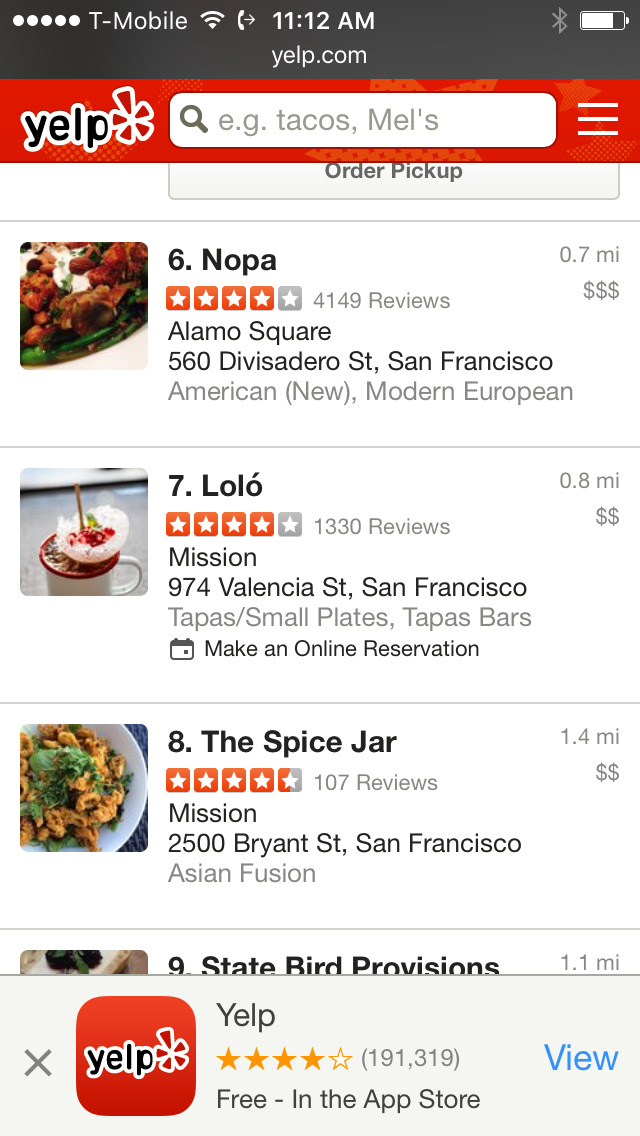 T-Mobile 11:12 AM
yelp.com
yelp e.g. tacos, Mel's
Order Pickup
6. Nopa 0.7 mi
4149 Reviews $$$
Alamo Square
560 Divisadero St, San Francisco
American (New), Modern European
7. Loló 0.8 mi
1330 Reviews $$
Mission
974 Valencia St, San Francisco
Tapas/Small Plates, Tapas Bars
Make an Online Reservation
8. The Spice Jar 1.4 mi
107 Reviews $$
Mission
2500 Bryant St, San Francisco
Asian Fusion
9. State Bird Provisions 1.1 mi
Yelp
yelp (191,319) View
Free - In the App Store